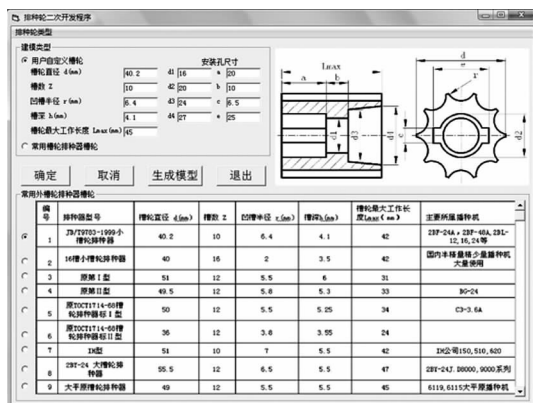 排种轮二次开发程序
排种轮类型
建模类型
用户自定义槽轮 安装孔尺寸
槽轮直径 d(mm) 40.2 d1 16 a 20
槽数 Z 10 d2 20 b 10
凹槽半径 r(mm) 6.4 d3 24 c 6.5
槽深 h(mm) 4.1 d4 27 e 25
槽轮最大工作长度 Lmax(mm) 45
常用槽轮排种器槽轮
Lmax a b d1 d3 d4
d e r c d2
确定 取消 生成模型 退出
常用外槽轮排种器槽轮
编号 排种器型号 槽轮直径 d(mm) 槽数 Z 凹槽半径 r(mm) 槽深h(mm) 槽轮最大工作长度Lmax(mm) 主要所属播种机
1 JB/T9783-1999小槽轮排种器 40.2 10 6.4 4.1 42 2BF-24A,2BF-48A,2BL-12,16,24等
2 16槽小槽轮排种器 40 16 2 3.5 42 国内丰播量格少量播种机大量使用
3 原第Ⅰ型 51 12 5.5 6 31
4 原第Ⅱ型 49.5 12 5.8 5.3 33 BG-24
5 原TOCT1714-68槽轮排种器标Ⅰ型 50 12 5.5 5.25 34 C3-3.6A
6 原TOCT1714-68槽轮排种器标Ⅱ型 36 12 3.8 3.55 24
7 IH型 51 10 7 5.5 42 IH公司150,510,620
8 2BT-24 大槽轮排种器 55.5 12 6.5 5.5 47 2BT-24J.D8000,9000系列
9 太平原槽轮排种器 49 12 5.5 5.5 45 6119,6115大平原播种机